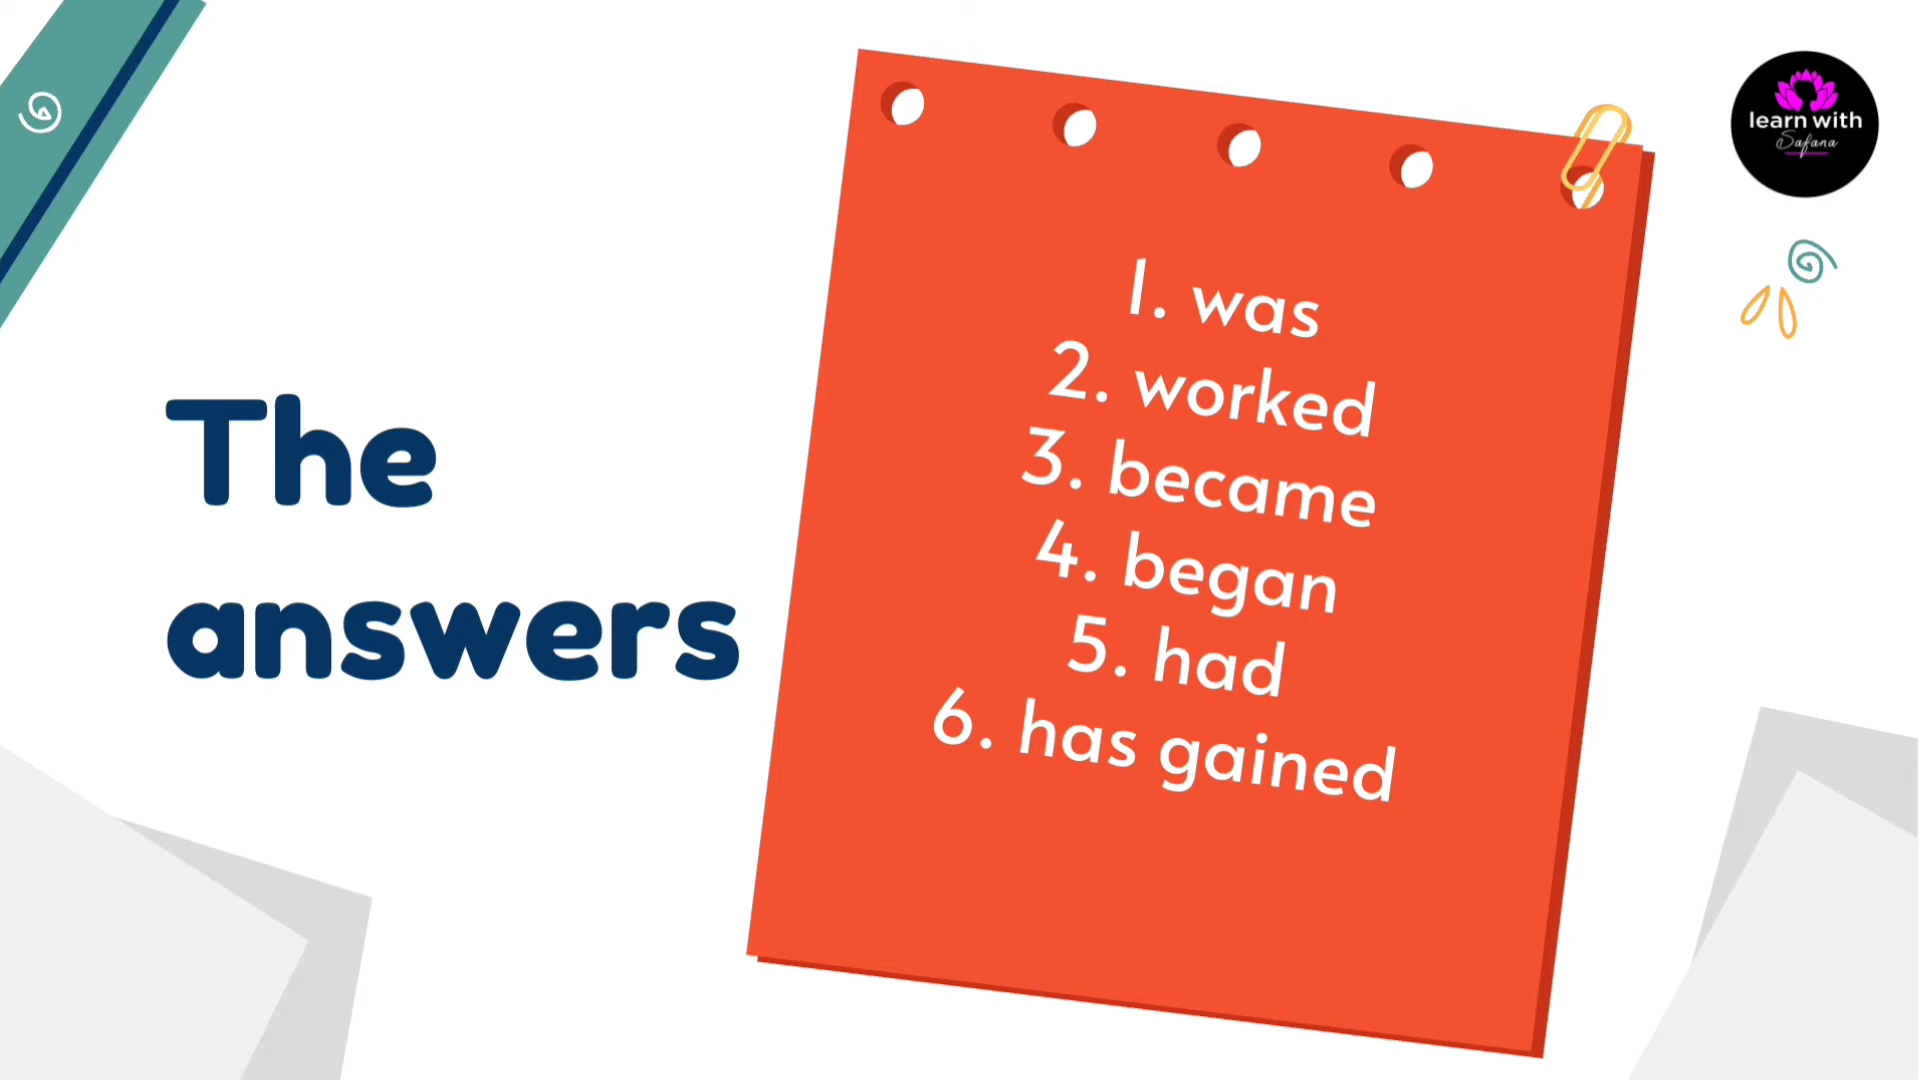 learn with
Safana
The
answers
1. was
2. worked
3. became
4. began
5. had
6. has gained